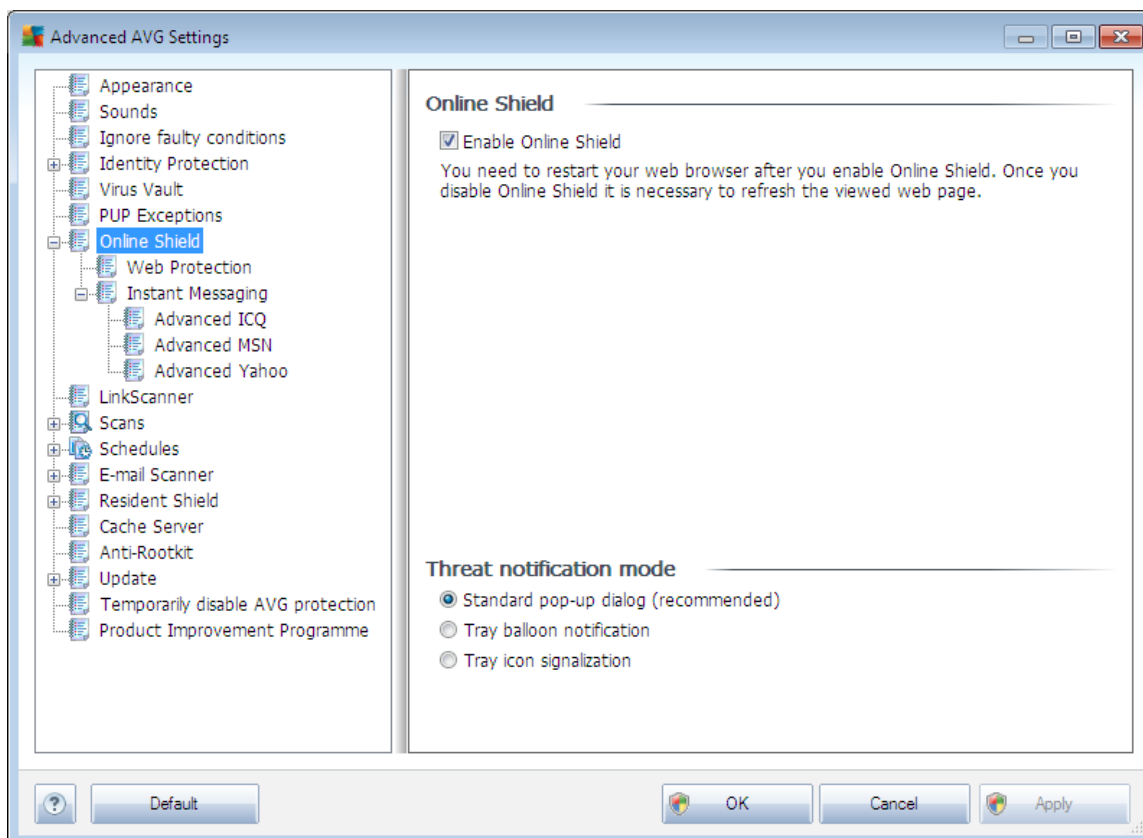 Advanced AVG Settings
Appearance
Sounds
Ignore faulty conditions
Identity Protection
Virus Vault
PUP Exceptions
Online Shield
Web Protection
Instant Messaging
Advanced ICQ
Advanced MSN
Advanced Yahoo
LinkScanner
Scans
Schedules
E-mail Scanner
Resident Shield
Cache Server
Anti-Rootkit
Update
Temporarily disable AVG protection
Product Improvement Programme
Online Shield
Enable Online Shield
You need to restart your web browser after you enable Online Shield. Once you
disable Online Shield it is necessary to refresh the viewed web page.
Threat notification mode
Standard pop-up dialog (recommended)
Tray balloon notification
Tray icon signalization
?
Default
OK
Cancel
Apply